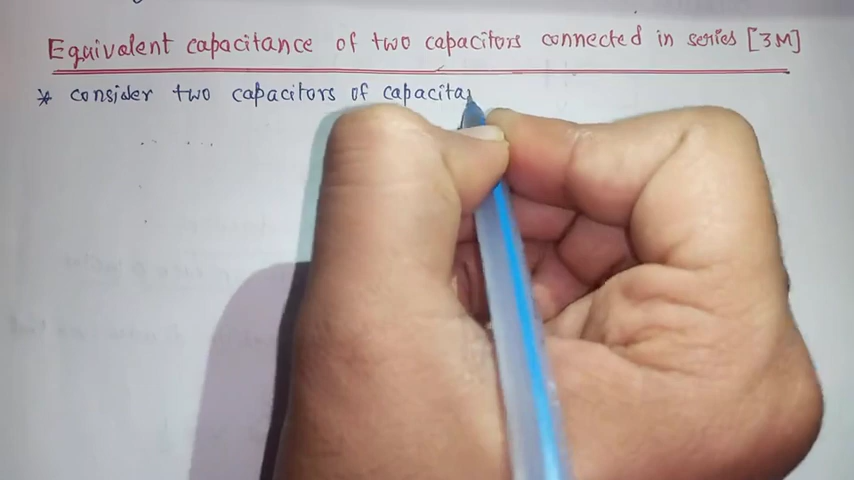 Equivalent capacitance of two capacitors connected in series [3M]
* consider two capacitors of capacita